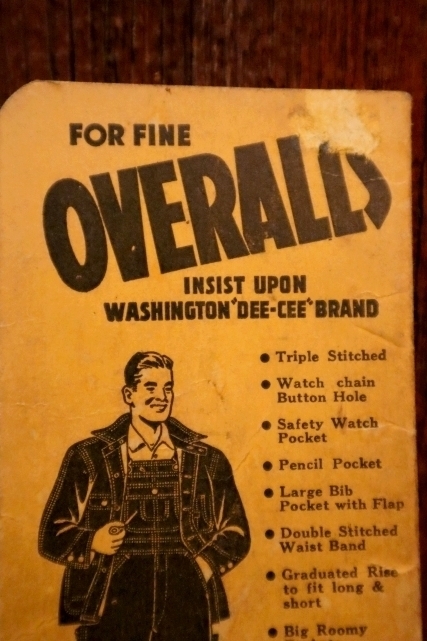 FOR FINE
OVERALLS
INSIST UPON
WASHINGTON "DEE-CEE" BRAND
● Triple Stitched
● Watch chain
Button Hole
● Safety Watch
Pocket
● Pencil Pocket
● Large Bib
Pocket with Flap
● Double Stitched
Waist Band
● Graduated Rise
to fit long &
short
● Big Roomy